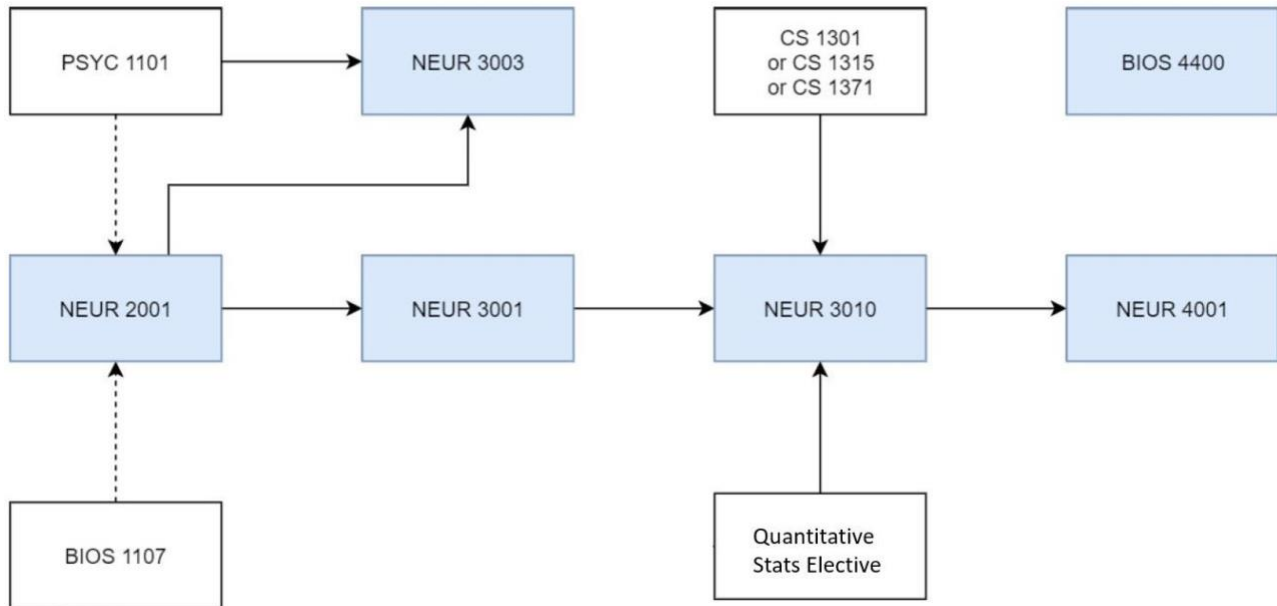 PSYC 1101
NEUR 3003
CS 1301
or CS 1315
or CS 1371
BIOS 4400
NEUR 2001
NEUR 3001
NEUR 3010
NEUR 4001
BIOS 1107
Quantitative
Stats Elective